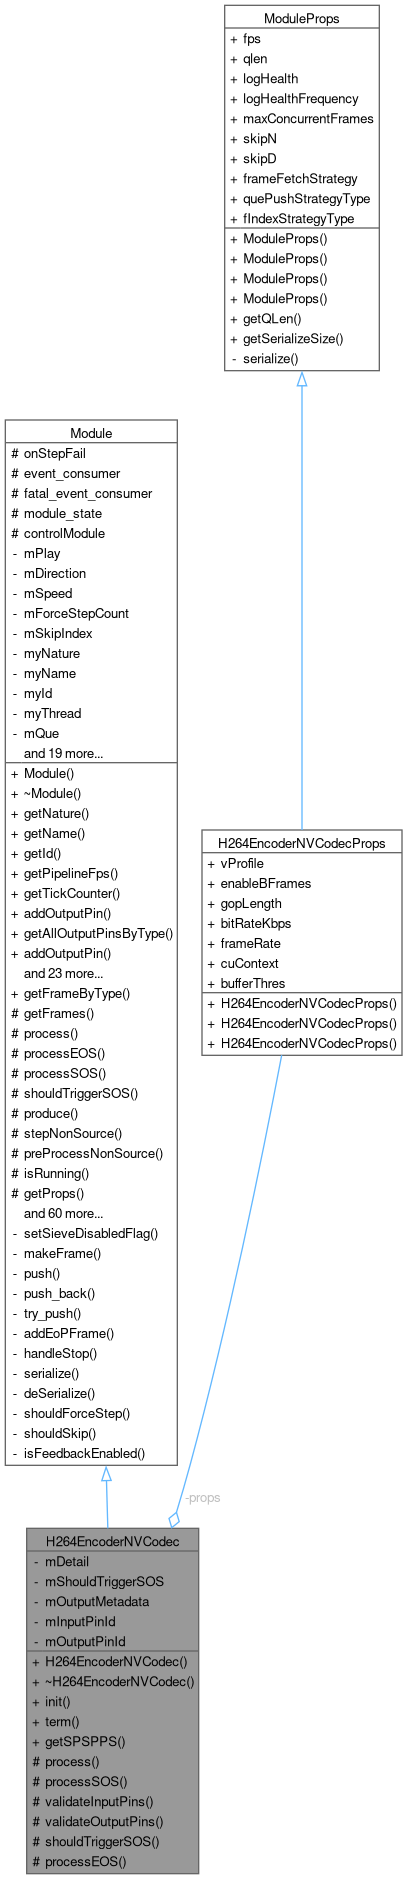 ModuleProps
+ fps
+ qlen
+ logHealth
+ logHealthFrequency
+ maxConcurrentFrames
+ skipN
+ skipD
+ frameFetchStrategy
+ quePushStrategyType
+ fIndexStrategyType
+ ModuleProps()
+ ModuleProps()
+ ModuleProps()
+ ModuleProps()
+ getQLen()
+ getSerializeSize()
- serialize()
Module
# onStepFail
# event_consumer
# fatal_event_consumer
# module_state
# controlModule
- mPlay
- mDirection
- mSpeed
- mForceStepCount
- mSkipIndex
- myNature
- myName
- myId
- myThread
- mQue
and 19 more...
+ Module()
+ ~Module()
+ getNature()
+ getName()
+ getId()
+ getPipelineFps()
+ getTickCounter()
+ addOutputPin()
+ getAllOutputPinsByType()
+ addOutputPin()
and 23 more...
+ getFrameByType()
# getFrames()
# process()
# processEOS()
# processSOS()
# shouldTriggerSOS()
# produce()
# stepNonSource()
# preProcessNonSource()
# isRunning()
# getProps()
and 60 more...
- setSieveDisabledFlag()
- makeFrame()
- push()
- push_back()
- try_push()
- addEoPFrame()
- handleStop()
- serialize()
- deSerialize()
- shouldForceStep()
- shouldSkip()
- isFeedbackEnabled()
H264EncoderNVCodecProps
+ vProfile
+ enableBFrames
+ gopLength
+ bitRateKbps
+ frameRate
+ cuContext
+ bufferThres
+ H264EncoderNVCodecProps()
+ H264EncoderNVCodecProps()
+ H264EncoderNVCodecProps()
-props
H264EncoderNVCodec
- mDetail
- mShouldTriggerSOS
- mOutputMetadata
- mInputPinId
- mOutputPinId
+ H264EncoderNVCodec()
+ ~H264EncoderNVCodec()
+ init()
+ term()
+ getSPSPPS()
# process()
# processSOS()
# validateInputPins()
# validateOutputPins()
# shouldTriggerSOS()
# processEOS()